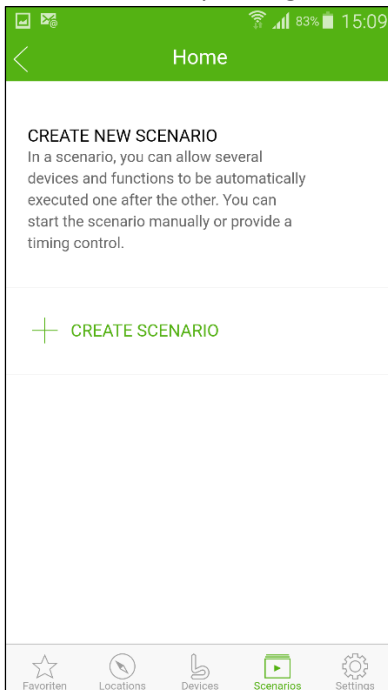 83% 15:09
Home
CREATE NEW SCENARIO
In a scenario, you can allow several
devices and functions to be automatically
executed one after the other. You can
start the scenario manually or provide a
timing control.
CREATE SCENARIO
Favoriten Locations Devices Scenarios Settings